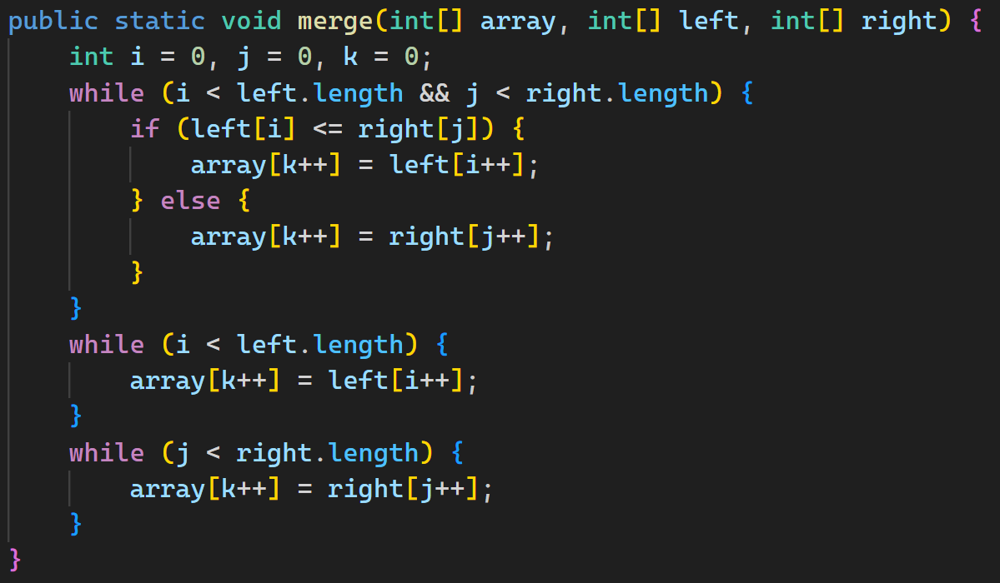 public static void merge(int[] array, int[] left, int[] right) {
    int i = 0, j = 0, k = 0;
    while (i < left.length && j < right.length) {
        if (left[i] <= right[j]) {
            array[k++] = left[i++];
        } else {
            array[k++] = right[j++];
        }
    }
    while (i < left.length) {
        array[k++] = left[i++];
    }
    while (j < right.length) {
        array[k++] = right[j++];
    }
}